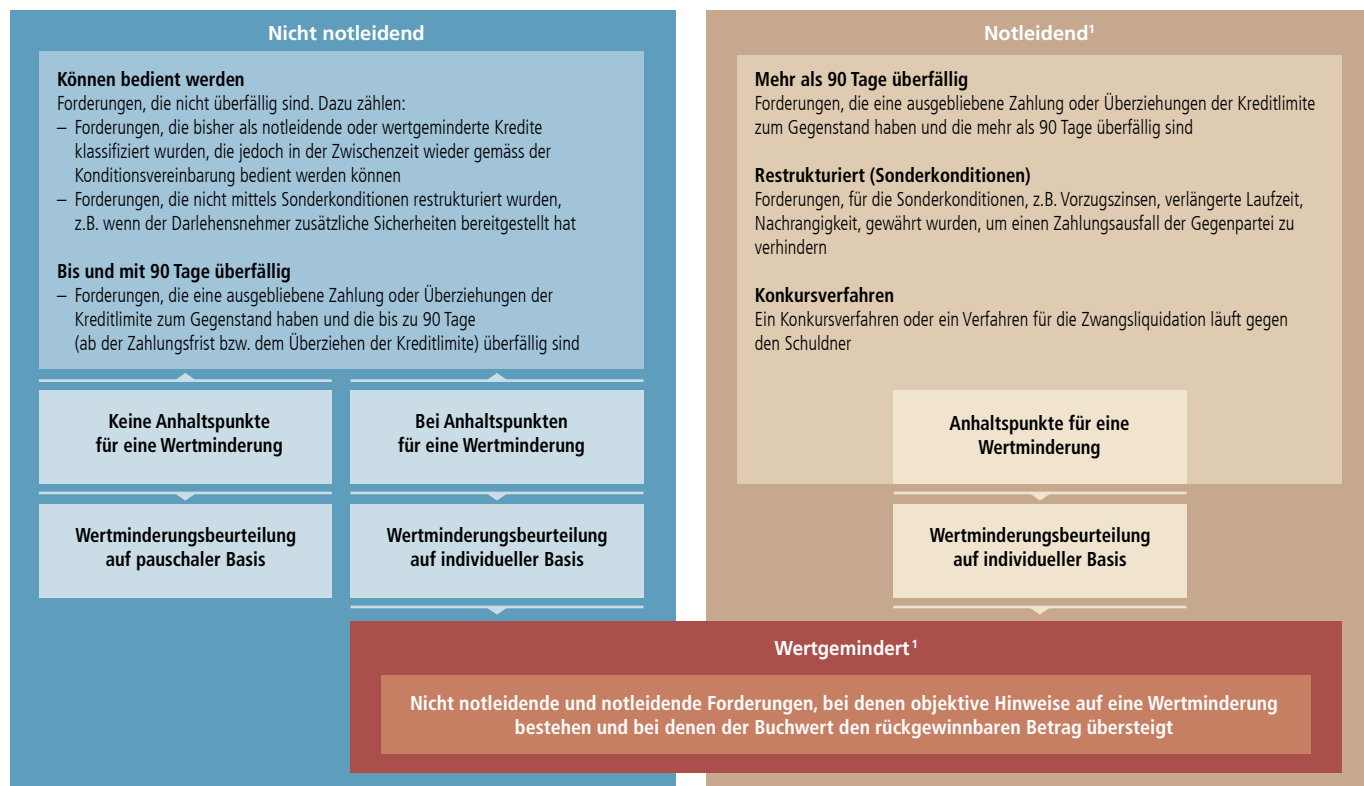 Nicht notleidend
Können bedient werden
Forderungen, die nicht überfällig sind. Dazu zählen:
– Forderungen, die bisher als notleidende oder wertgeminderte Kredite
klassifiziert wurden, die jedoch in der Zwischenzeit wieder gemäss der
Konditionsvereinbarung bedient werden können
– Forderungen, die nicht mittels Sonderkonditionen restrukturiert wurden,
z.B. wenn der Darlehensnehmer zusätzliche Sicherheiten bereitgestellt hat
Bis und mit 90 Tage überfällig
– Forderungen, die eine ausgebliebene Zahlung oder Überziehungen der
Kreditlimite zum Gegenstand haben und die bis zu 90 Tage
(ab der Zahlungsfrist bzw. dem Überziehen der Kreditlimite) überfällig sind
Keine Anhaltspunkte
für eine Wertminderung
Bei Anhaltspunkten
für eine Wertminderung
Wertminderungsbeurteilung
auf pauschaler Basis
Wertminderungsbeurteilung
auf individueller Basis
Notleidend¹
Mehr als 90 Tage überfällig
Forderungen, die eine ausgebliebene Zahlung oder Überziehungen der Kreditlimite
zum Gegenstand haben und die mehr als 90 Tage überfällig sind
Restrukturiert (Sonderkonditionen)
Forderungen, für die Sonderkonditionen, z.B. Vorzugszinsen, verlängerte Laufzeit,
Nachrangigkeit, gewährt wurden, um einen Zahlungsausfall der Gegenpartei zu
verhindern
Konkursverfahren
Ein Konkursverfahren oder ein Verfahren für die Zwangsliquidation läuft gegen
den Schuldner
Anhaltspunkte für eine
Wertminderung
Wertminderungsbeurteilung
auf individueller Basis
Wertgemindert¹
Nicht notleidende und notleidende Forderungen, bei denen objektive Hinweise auf eine Wertminderung
bestehen und bei denen der Buchwert den rückgewinnbaren Betrag übersteigt